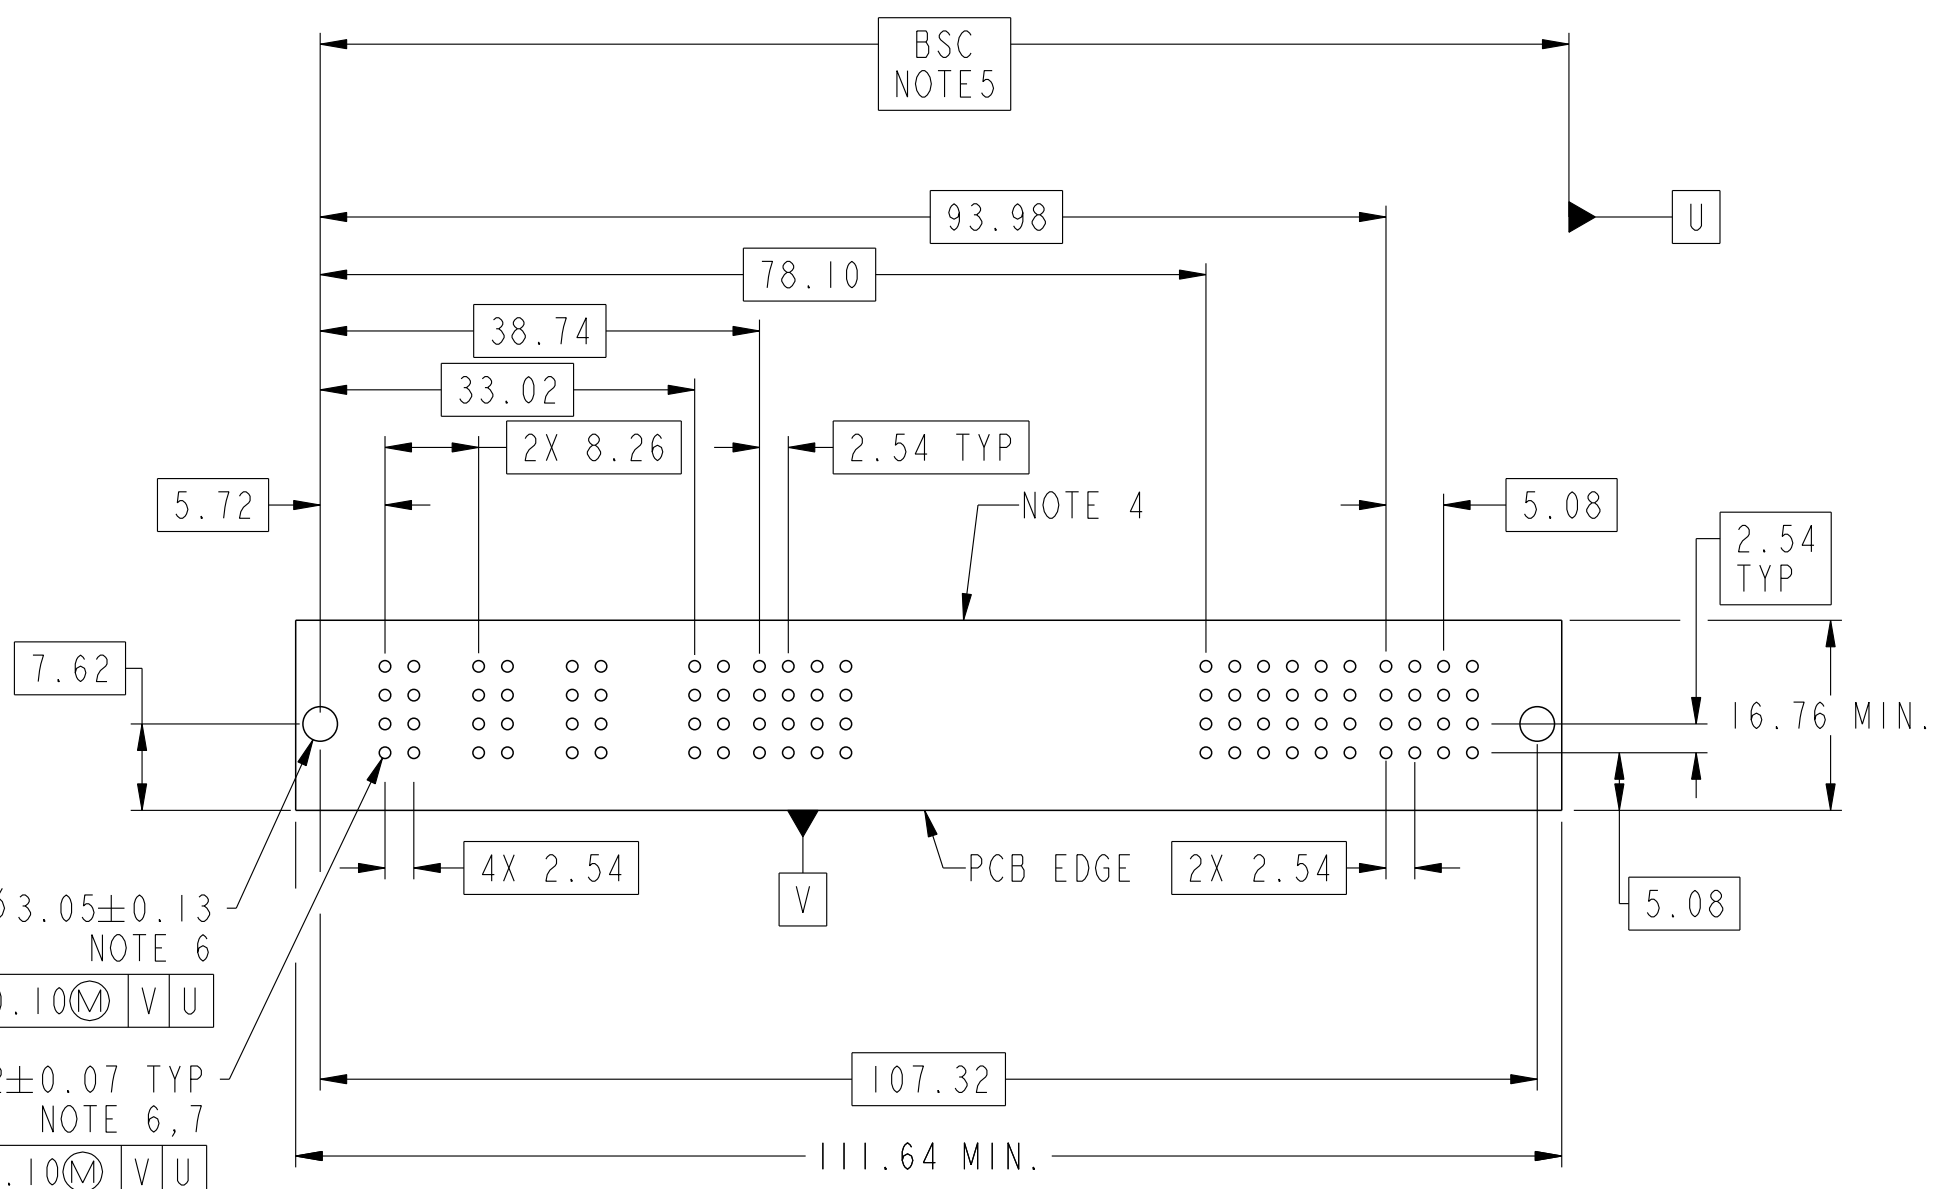 BSC
NOTE5
93.98
U
78.10
38.74
33.02
2X 8.26
2.54 TYP
5.72
NOTE 4
5.08
2.54
TYP
7.62
16.76 MIN.
4X 2.54
V
PCB EDGE
2X 2.54
5.08
3.05±0.13
NOTE 6
.10Ⓜ V U
107.32
±0.07 TYP
NOTE 6,7
.10Ⓜ V U
111.64 MIN.